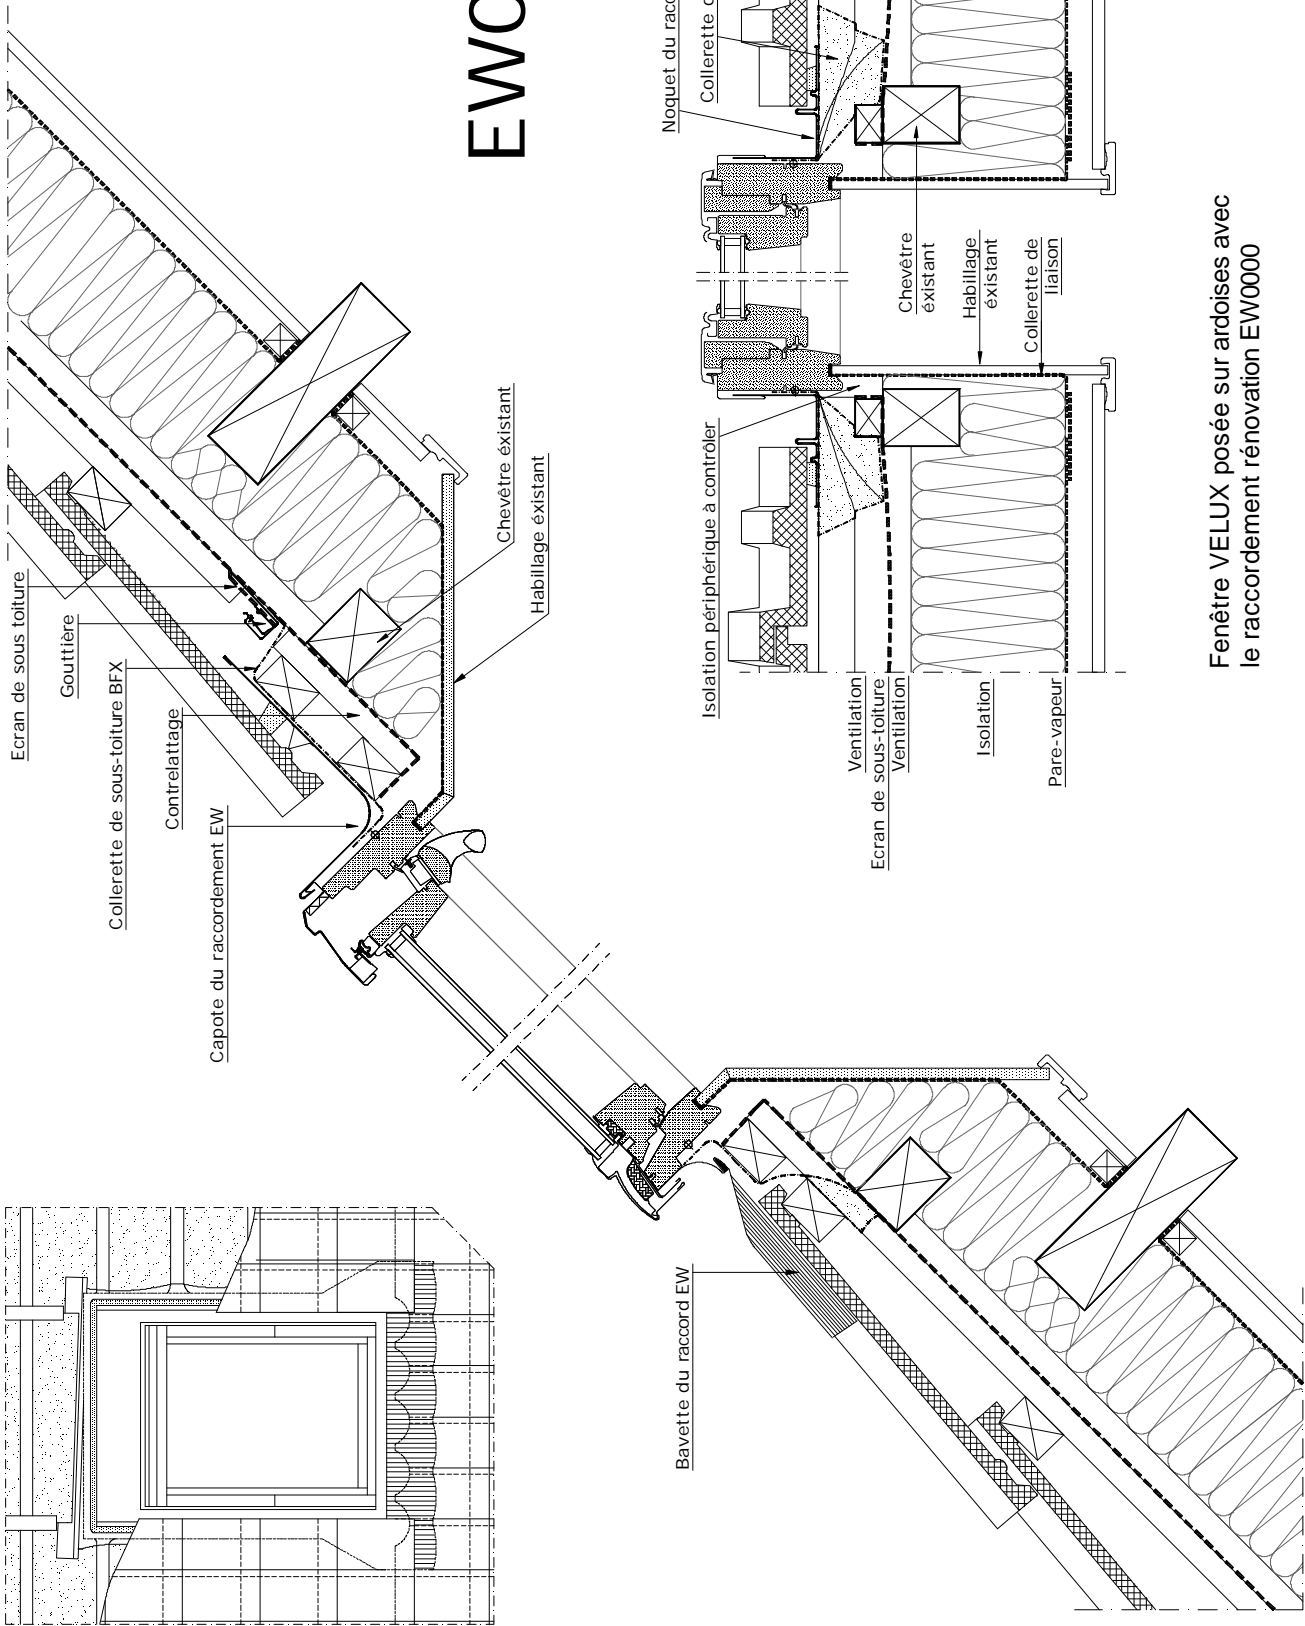 Ecran de sous toiture
Gouttière
Collerette de sous-toiture BFX
Contrelattage
Capote du raccordement EW
Chevêtre éxistant
Habillage éxistant
Bavette du raccord EW
EW
Noquet du
Collerette
Isolation périphérique à contrôler
Chevêtre
éxistant
Habillage
éxistant
Collerette de
liaison
Ventilation
Ecran de sous-toiture
Ventilation
Isolation
Pare-vapeur
Fenêtre VELUX posée sur ardoises avec
le raccordement rénovation EW0000